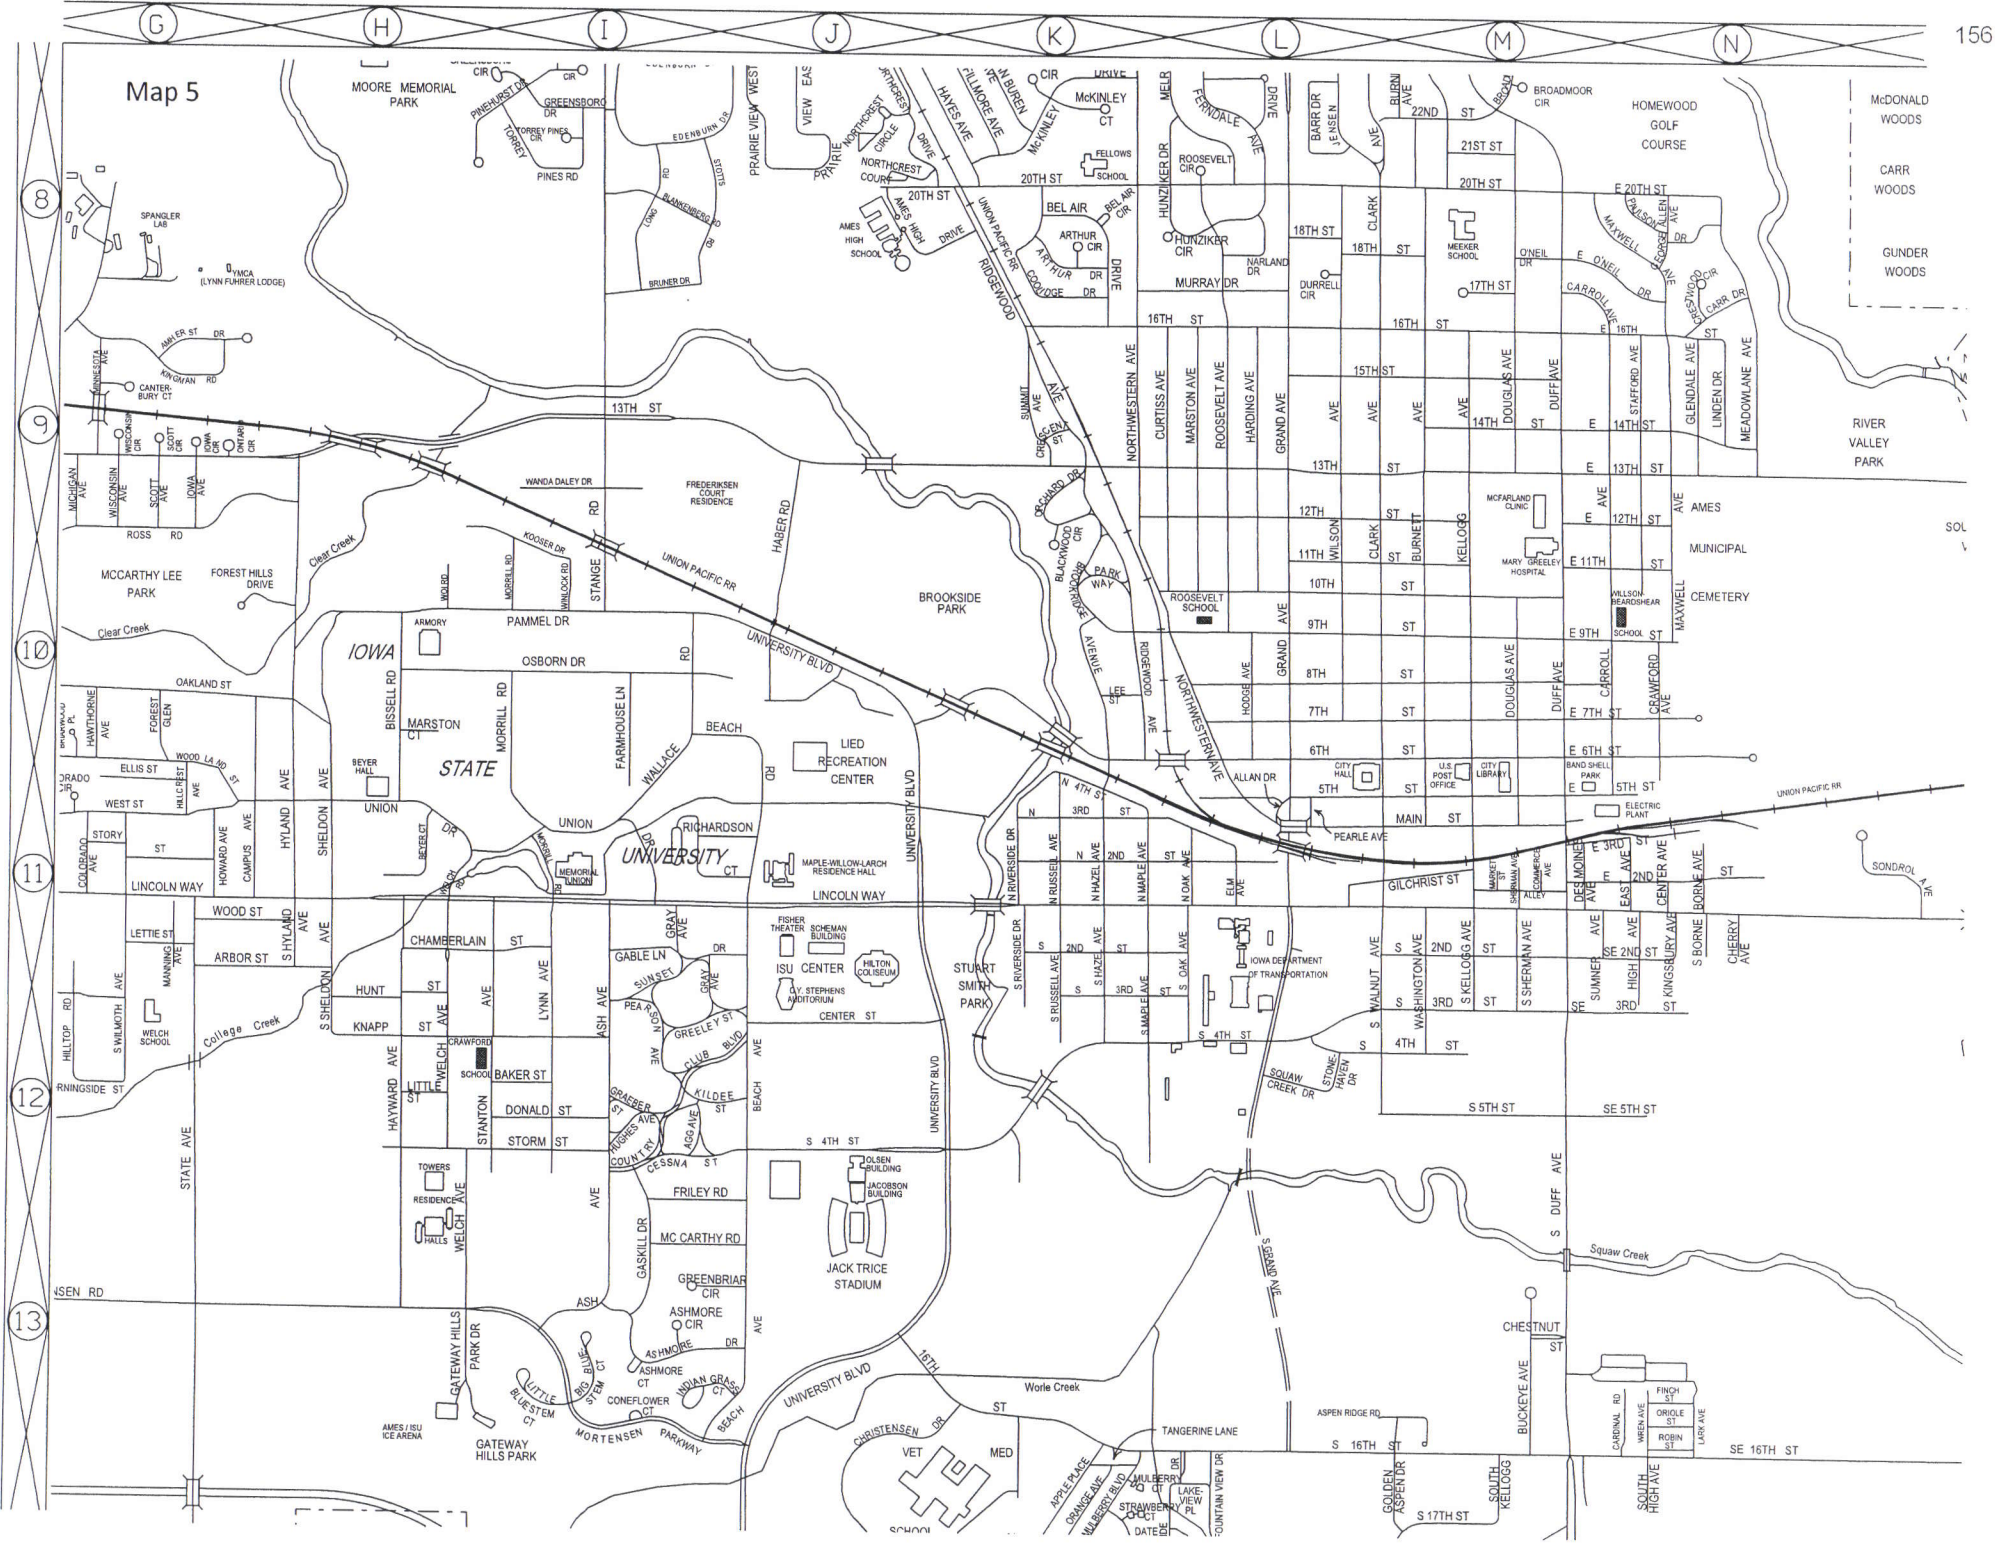 G
H
I
J
K
L
M
N
156
Map 5
8
9
10
11
12
13
MOORE MEMORIAL
PARK
CIR
CIR
PINEHURST DR
GREENSBORO
DR
TORREY PINES
CIR
TORREY
PINES RD
EDENBURN DR
STOTTS
RD
LONG
RD
BLANKENBERG RD
BRUNER DR
PRAIRIE VIEW WEST
VIEW EAS
PRAIRIE
NORTHCREST
CIRCLE
DRIVE
NORTHCREST
COURT
20TH ST
AMES
HIGH
DRIVE
AMES
HIGH
SCHOOL
HAYES AVE
FILLMORE AVE
N BUREN
McKINLEY
CIR
DRIVE
McKINLEY
CT
FELLOWS
SCHOOL
20TH ST
UNION PACIFIC RR
RIDGEWOOD
AVE
BEL AIR
BEL AIR
CIR
ARTHUR
CIR
ARTHUR
DR
COOLIDGE DR
DRIVE
MELR
HUNZIKER DR
FERNDALE
AVE
DRIVE
ROOSEVELT
CIR
HUNZIKER
CIR
NARLAND
DR
MURRAY DR
BARR DR
JENSEN
BURN
AVE
AVE
22ND ST
BROAD
BROADMOOR
CIR
21ST ST
20TH ST
CLARK
18TH ST
18TH ST
DURRELL
CIR
MEEKER
SCHOOL
17TH ST
O'NEIL
DR
E O'NEIL
DR
CARROLL AVE
E 20TH ST
PAULSON
DR
MAXWELL
AVE
GEORGE ALLEN
AVE
CRESTWOOD CIR
CARR DR
HOMEWOOD
GOLF
COURSE
McDONALD
WOODS
CARR
WOODS
GUNDER
WOODS
SPANGLER
LAB
YMCA
(LYNN FUHRER LODGE)
AMHERST DR
KINGMAN RD
MINNESOTA
AVE
CANTER-
BURY CT
WISCONSIN
CIR
SCOTT
CIR
IOWA
CIR
ONTARIO
CIR
MICHIGAN
AVE
WISCONSIN
AVE
SCOTT
AVE
IOWA
AVE
ROSS RD
13TH ST
16TH ST
16TH ST
E 16TH
ST
SUMMIT
AVE
CRESCENT
ST
NORTHWESTERN AVE
CURTISS AVE
MARSTON AVE
ROOSEVELT AVE
HARDING AVE
GRAND AVE
15TH ST
AVE
AVE
AVE
AVE
DOUGLAS AVE
DUFF AVE
STAFFORD AVE
GLENDALE AVE
LINDEN DR
MEADOWLANE AVE
14TH ST
E 14TH ST
13TH ST
E 13TH ST
RIVER
VALLEY
PARK
WANDA DALEY DR
FREDERIKSEN
COURT
RESIDENCE
HABER RD
ORCHARD DR
BLACKWOOD
CIR
BROOKRIDGE
AVENUE
PARK
WAY
12TH ST
WILSON
CLARK
BURNETT
KELLOGG
MCFARLAND
CLINIC
AVE
E 12TH ST
AVE
AMES
MUNICIPAL
CEMETERY
SOU
11TH ST
MARY GREELEY
HOSPITAL
E 11TH ST
10TH ST
MCCARTHY LEE
PARK
FOREST HILLS
DRIVE
Clear Creek
Clear Creek
KOOSER DR
MORRILL RD
WINLOCK RD
STANGE RD
UNION PACIFIC RR
PAMMEL DR
ARMORY
IOWA
OSBORN DR
RD
UNIVERSITY BLVD
BROOKSIDE
PARK
ROOSEVELT
SCHOOL
AVE
9TH ST
WILLSON
BEARDSHEAR
SCHOOL
E 9TH ST
MAXWELL
OAKLAND ST
HAWTHORNE
AVE
FOREST
GLEN
BISSELL RD
MARSTON
CT
MORRILL RD
FARMHOUSE LN
WALLACE
BEACH
RD
LIED
RECREATION
CENTER
LEE
ST
RIDGEWOOD
AVE
NORTHWESTERN AVE
HODGE AVE
GRAND
8TH ST
7TH ST
DOUGLAS AVE
DUFF AVE
CARROLL
CRAWFORD
AVE
E 7TH ST
ELLIS ST
WOODLAND ST
HILLCREST
AVE
WEST ST
BEYER
HALL
STATE
6TH ST
CITY
HALL
U.S.
POST
OFFICE
CITY
LIBRARY
E 6TH ST
BAND SHELL
PARK
ALLAN DR
5TH ST
5TH ST
ELECTRIC
PLANT
UNION PACIFIC RR
STORY
ST
COLORADO
AVE
HOWARD AVE
CAMPUS AVE
HYLAND AVE
SHELDON AVE
UNION
DR
BEYER CT
UNION
DR
MORRILL
RD
MEMORIAL
UNION
UNIVERSITY
RICHARDSON
CT
MAPLE-WILLOW-LARCH
RESIDENCE HALL
UNIVERSITY BLVD
N 4TH ST
N 3RD ST
N 2ND ST
N RIVERSIDE DR
N RUSSELL AVE
N HAZEL AVE
N MAPLE AVE
N OAK AVE
ELM
AVE
PEARLE AVE
MAIN ST
GILCHRIST ST
MARKET
ST
SHERMAN AVE
COMMERCE
AVE
ALLEY
DES MOINES
AVE
E 3RD ST
E 2ND ST
EAST AVE
CENTER AVE
BORNE AVE
SONDROL AVE
LINCOLN WAY
LINCOLN WAY
WELCH
RD
WOOD ST
LETTIE ST
ARBOR ST
MANNING
AVE
S WILMOTH AVE
HILLTOP RD
WELCH
SCHOOL
College Creek
RNINGSIDE ST
STATE AVE
S HYLAND
AVE
S SHELDON
AVE
CHAMBERLAIN ST
HUNT ST
KNAPP ST
HAYWARD AVE
WELCH
AVE
STANTON
AVE
LYNN AVE
ASH AVE
CRAWFORD
SCHOOL
BAKER ST
LITTLE
ST
DONALD ST
STORM ST
GRAY
AVE
GABLE LN
DR
SUNSET
GRAY
AVE
PEARSON
AVE
GREELEY ST
CLUB BLVD
GRAEBER
ST
KILDEE
ST
HUGHES
AVE
AGG AVE
COUNTRY
CESSNA ST
FISHER
THEATER
SCHEMAN
BUILDING
ISU CENTER
C.Y. STEPHENS
AUDITORIUM
HILTON
COLISEUM
CENTER ST
BEACH
AVE
UNIVERSITY BLVD
S 4TH ST
STUART
SMITH
PARK
S RIVERSIDE DR
S RUSSELL AVE
S HAZEL AVE
S MAPLE AVE
S OAK AVE
S 2ND ST
S 3RD ST
S 4TH ST
IOWA DEPARTMENT
OF TRANSPORTATION
S WALNUT AVE
WASHINGTON AVE
S KELLOGG AVE
S SHERMAN AVE
S 2ND ST
S 3RD ST
S 4TH ST
SQUAW
CREEK DR
STONE-
HAVEN
DR
SUMNER AVE
HIGH AVE
S KINGSBURY AVE
S BORNE
CHERRY
AVE
SE 2ND ST
SE 3RD ST
S 5TH ST
SE 5TH ST
TOWERS
RESIDENCE
HALLS
WELCH AVE
AVE
FRILEY RD
MC CARTHY RD
GASKILL DR
GREENBRIAR
CIR
ASH
ASHMORE
CIR
ASHMORE DR
ASHMORE
CT
AVE
OLSEN
BUILDING
JACOBSON
BUILDING
JACK TRICE
STADIUM
S GRAND AVE
S DUFF AVE
Squaw Creek
NSEN RD
GATEWAY HILLS
PARK DR
LITTLE
BLUESTEM
CT
BIG BLUE-
STEM CT
CONEFLOWER
CT
INDIAN GRASS
CT
MORTENSEN PARKWAY
BEACH
AMES / ISU
ICE ARENA
GATEWAY
HILLS PARK
UNIVERSITY BLVD
16TH
ST
Worle Creek
CHRISTENSEN DR
VET MED
SCHOOL
TANGERINE LANE
APPLE PLACE
ORANGE AVE
MULBERRY BLVD
MULBERRY
CT
STRAWBERRY
CT
DATE
DR
LAKE-
VIEW
PL
OUNTAIN VIEW DR
ASPEN RIDGE RD
S 16TH ST
GOLDEN
ASPEN DR
SOUTH
KELLOGG
S 17TH ST
CHESTNUT
ST
BUCKEYE AVE
CARDINAL RD
WREN AVE
FINCH
ST
ORIOLE
ST
ROBIN
ST
LARK AVE
SE 16TH ST
SOUTH
HIGH AVE